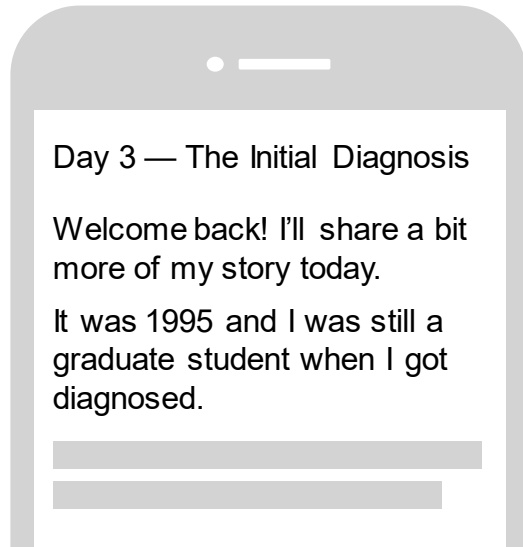 Day 3 — The Initial Diagnosis
Welcome back! I’ll share a bit
more of my story today.
It was 1995 and I was still a
graduate student when I got
diagnosed.